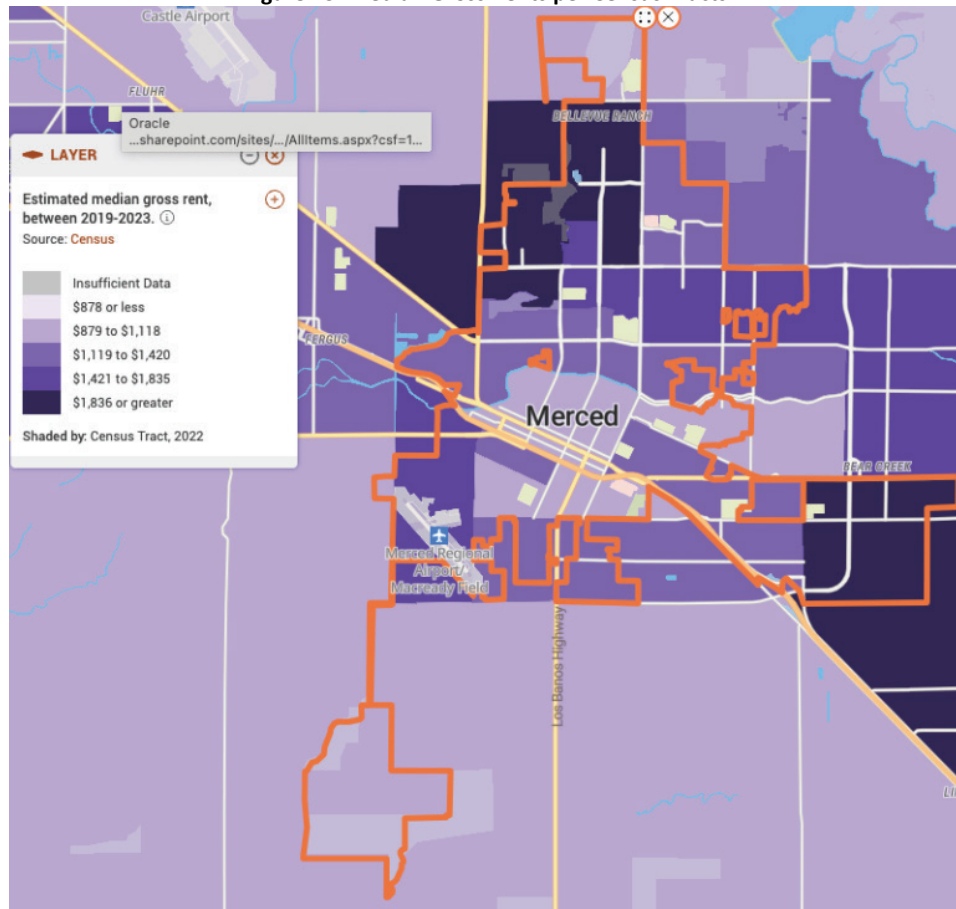 Castle Airport
FLUHR
BELLEVUE RANCH
Oracle
...sharepoint.com/sites/.../AllItems.aspx?csf=1...
LAYER
Estimated median gross rent,
between 2019-2023.
Source: Census
Insufficient Data
$878 or less
$879 to $1,118
$1,119 to $1,420
$1,421 to $1,835
$1,836 or greater
Shaded by: Census Tract, 2022
FERGUS
Merced
BEAR CREEK
Merced Regional
Airport/
Macready Field
Los Banos Highway